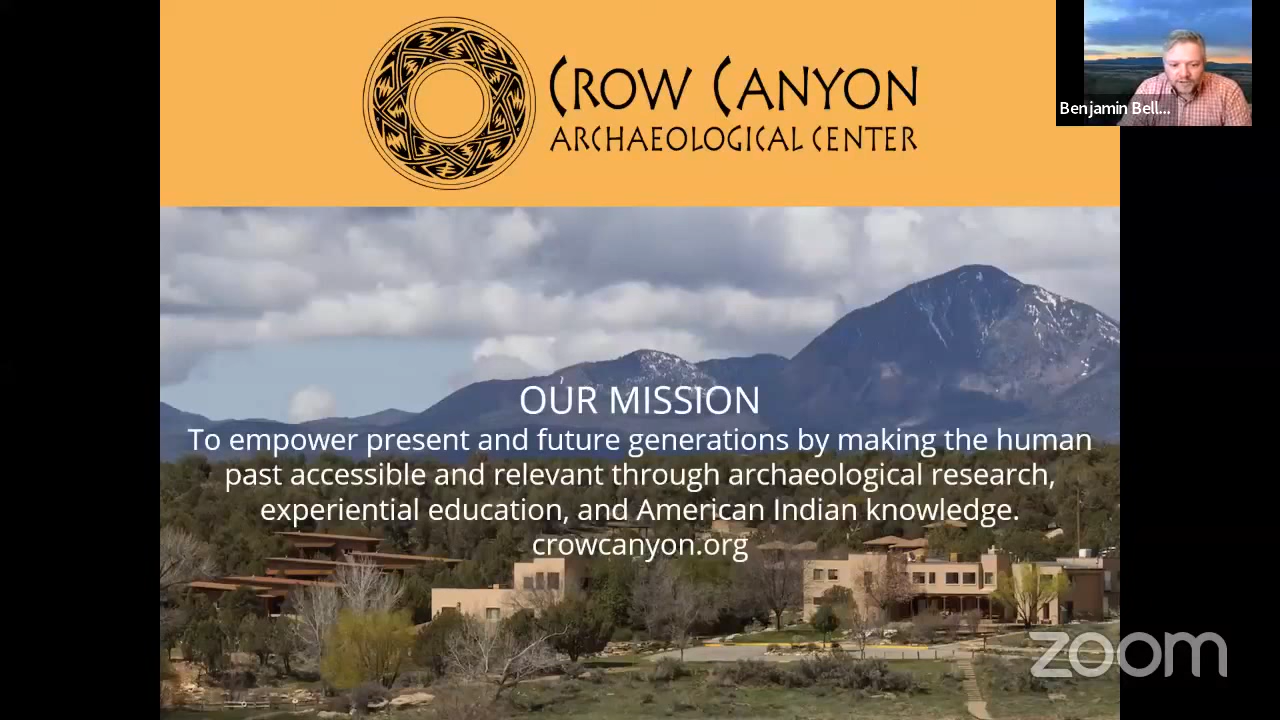 CROW CANYON
ARCHAEOLOGICAL CENTER
Benjamin Bell...
OUR MISSION
To empower present and future generations by making the human
past accessible and relevant through archaeological research,
experiential education, and American Indian knowledge.
crowcanyon.org
zoom